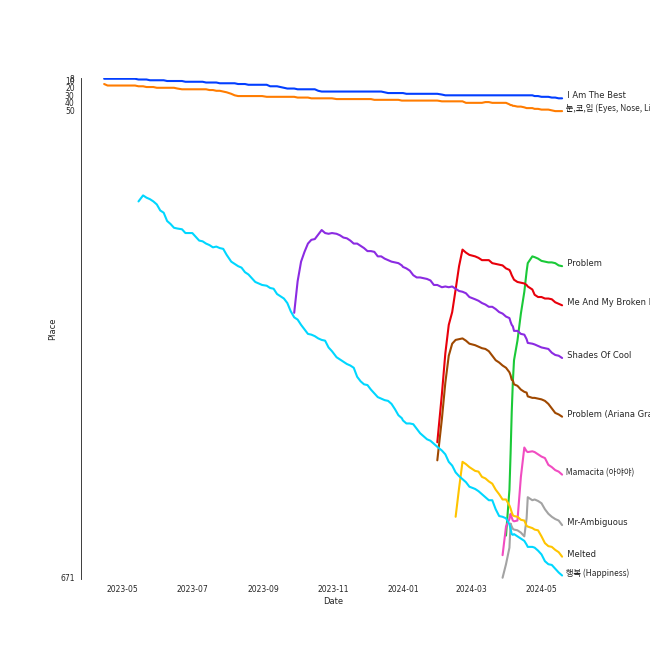 10
20
30
40
50
671
Place
I Am The Best
눈,코,입 (Eyes, Nose, Li
Problem
Me And My Broken
Shades Of Cool
Problem (Ariana Gra
Mamacita (아야야)
Mr-Ambiguous
Melted
행복 (Happiness)
2023-05 2023-07 2023-09 2023-11 2024-01 2024-03 2024-05
Date